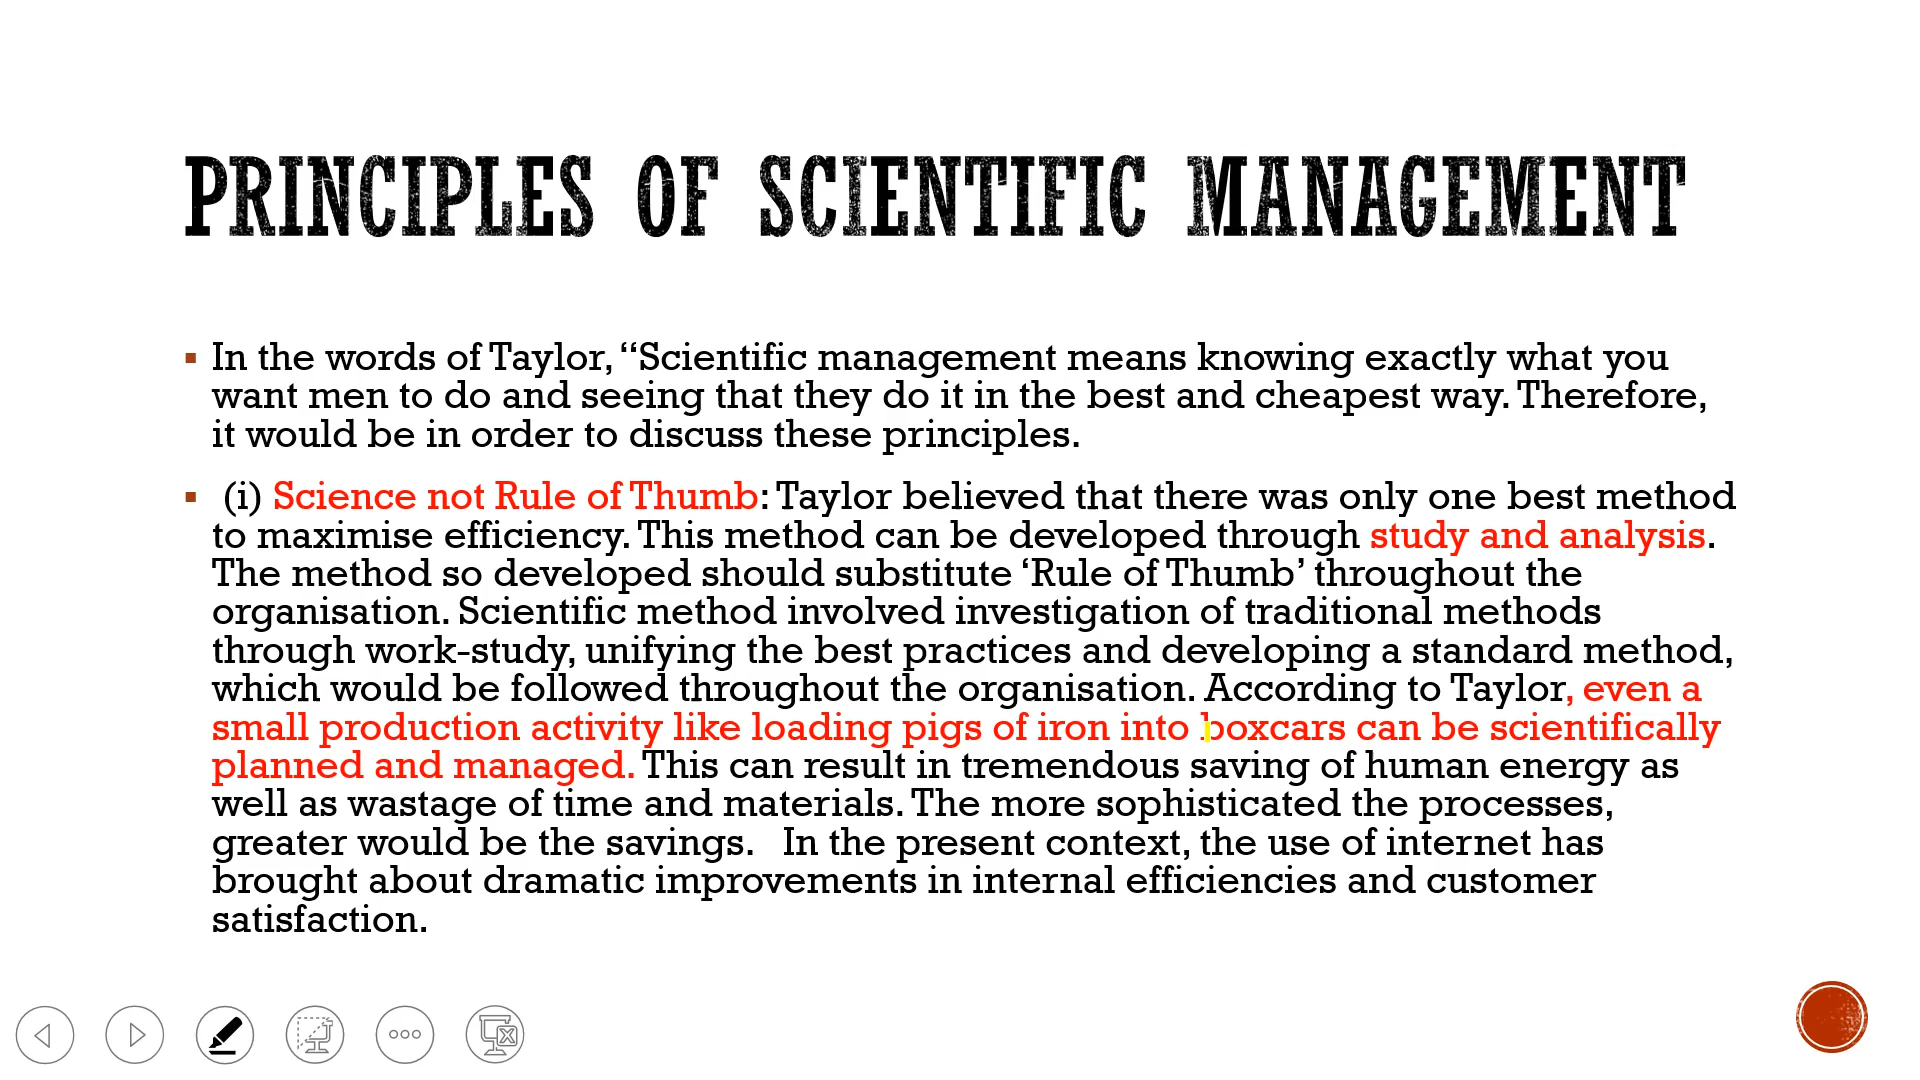 PRINCIPLES OF SCIENTIFIC MANAGEMENT
▪ In the words of Taylor, “Scientific management means knowing exactly what you
want men to do and seeing that they do it in the best and cheapest way. Therefore,
it would be in order to discuss these principles.
▪ (i) Science not Rule of Thumb: Taylor believed that there was only one best method
to maximise efficiency. This method can be developed through study and analysis.
The method so developed should substitute ‘Rule of Thumb’ throughout the
organisation. Scientific method involved investigation of traditional methods
through work-study, unifying the best practices and developing a standard method,
which would be followed throughout the organisation. According to Taylor, even a
small production activity like loading pigs of iron into boxcars can be scientifically
planned and managed. This can result in tremendous saving of human energy as
well as wastage of time and materials. The more sophisticated the processes,
greater would be the savings. In the present context, the use of internet has
brought about dramatic improvements in internal efficiencies and customer
satisfaction.